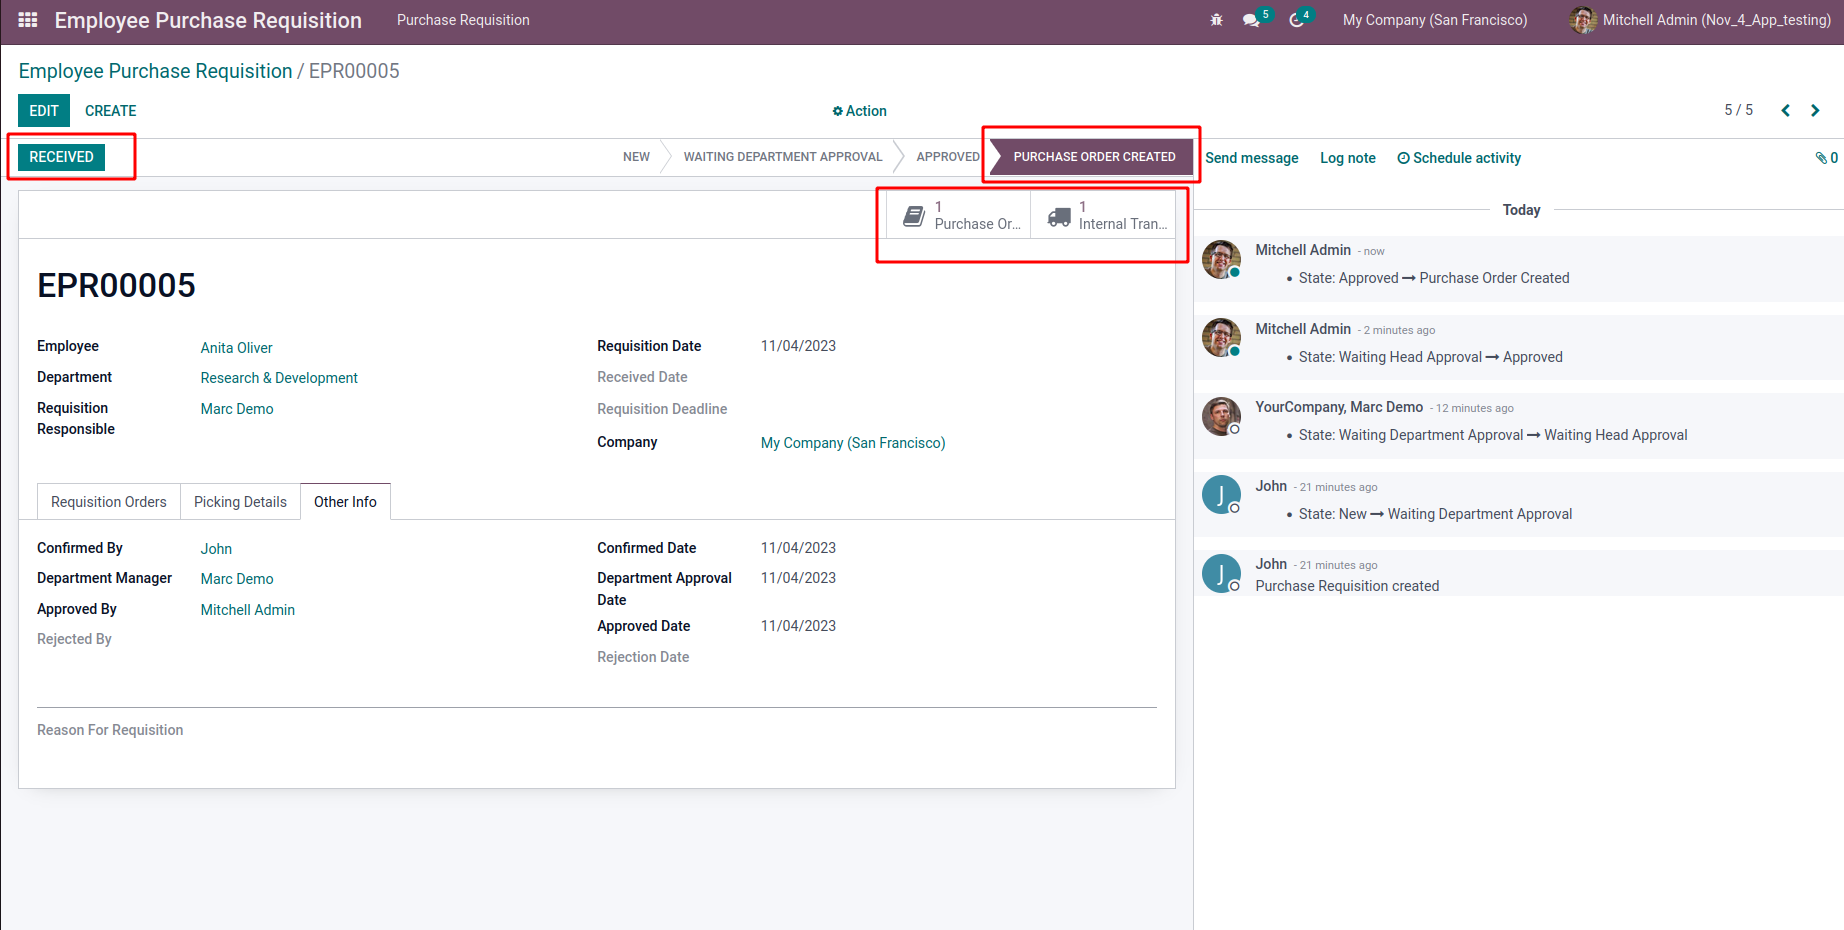 Employee Purchase Requisition
Purchase Requisition
5
4
My Company (San Francisco)
Mitchell Admin (Nov_4_App_testing)
Employee Purchase Requisition / EPR00005
EDIT
CREATE
Action
5 / 5
RECEIVED
NEW
WAITING DEPARTMENT APPROVAL
APPROVED
PURCHASE ORDER CREATED
Send message
Log note
Schedule activity
0
1
Purchase Or...
1
Internal Tran...
EPR00005
Employee
Anita Oliver
Department
Research & Development
Requisition
Responsible
Marc Demo
Requisition Date
11/04/2023
Received Date
Requisition Deadline
Company
My Company (San Francisco)
Requisition Orders
Picking Details
Other Info
Confirmed By
John
Department Manager
Marc Demo
Approved By
Mitchell Admin
Rejected By
Confirmed Date
11/04/2023
Department Approval
Date
11/04/2023
Approved Date
11/04/2023
Rejection Date
Reason For Requisition
Today
Mitchell Admin - now
• State: Approved → Purchase Order Created
Mitchell Admin - 2 minutes ago
• State: Waiting Head Approval → Approved
YourCompany, Marc Demo - 12 minutes ago
• State: Waiting Department Approval → Waiting Head Approval
J
John - 21 minutes ago
• State: New → Waiting Department Approval
J
John - 21 minutes ago
Purchase Requisition created